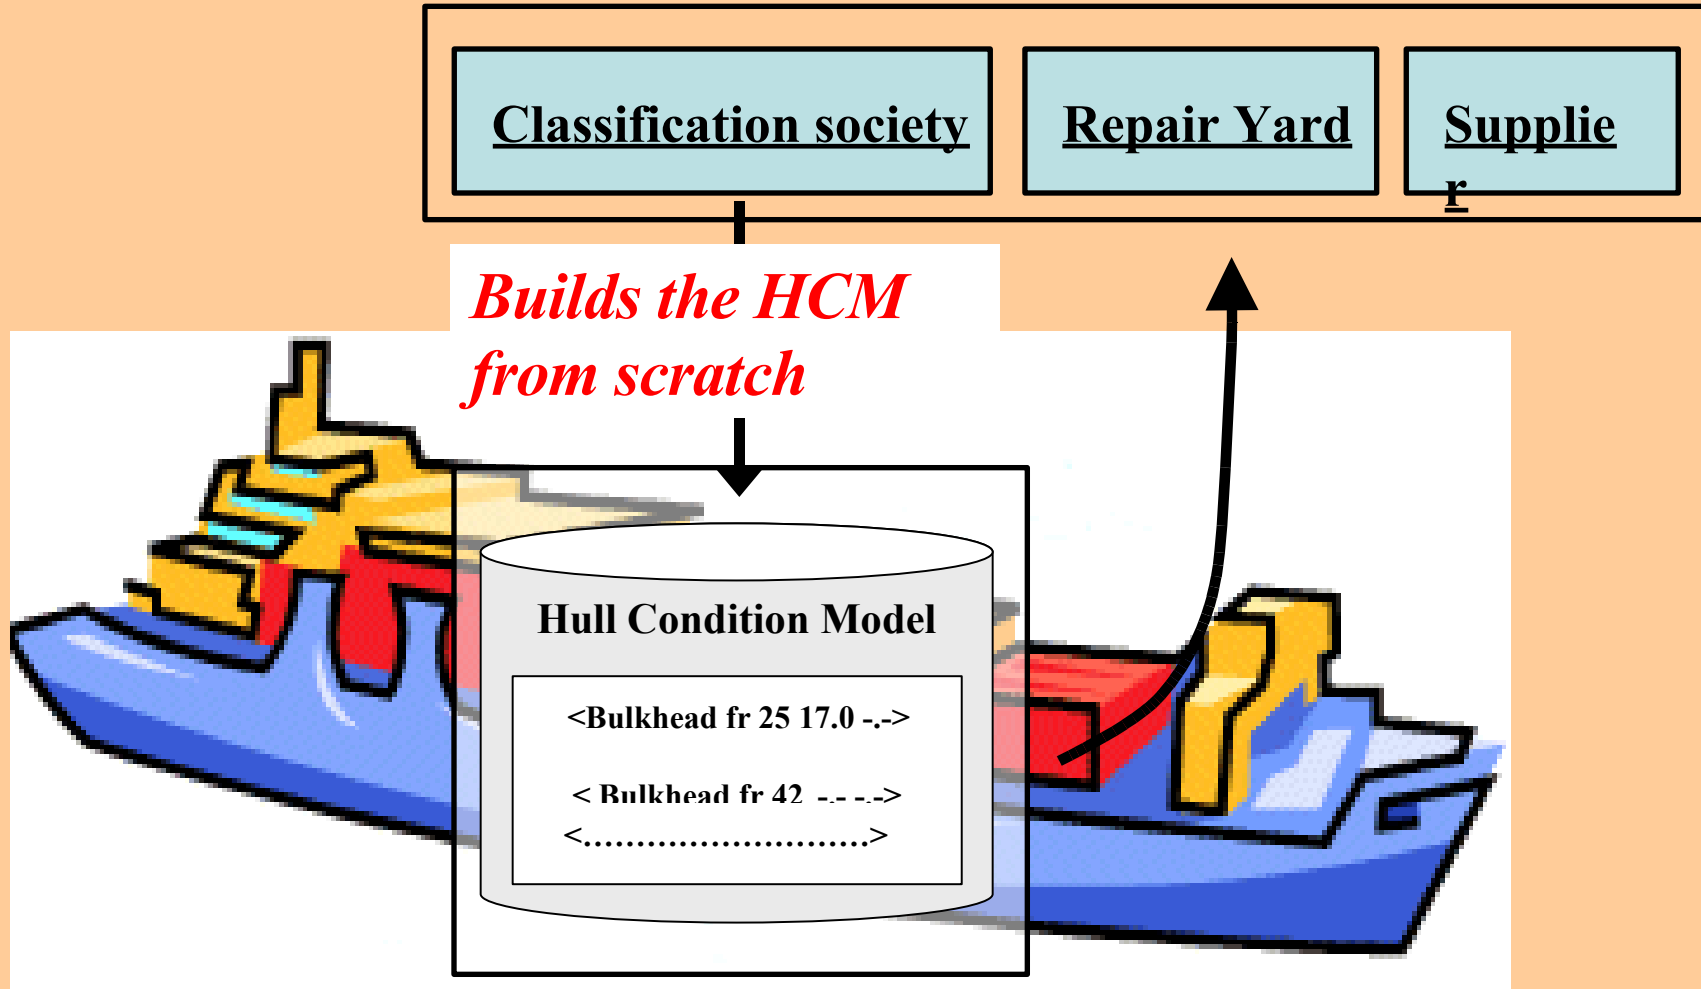 Classification society
Repair Yard
Supplie
r
Builds the HCM
from scratch
Hull Condition Model
<Bulkhead fr 25 17.0 -.->
< Bulkhead fr 42 -.- -.->
<...........................>